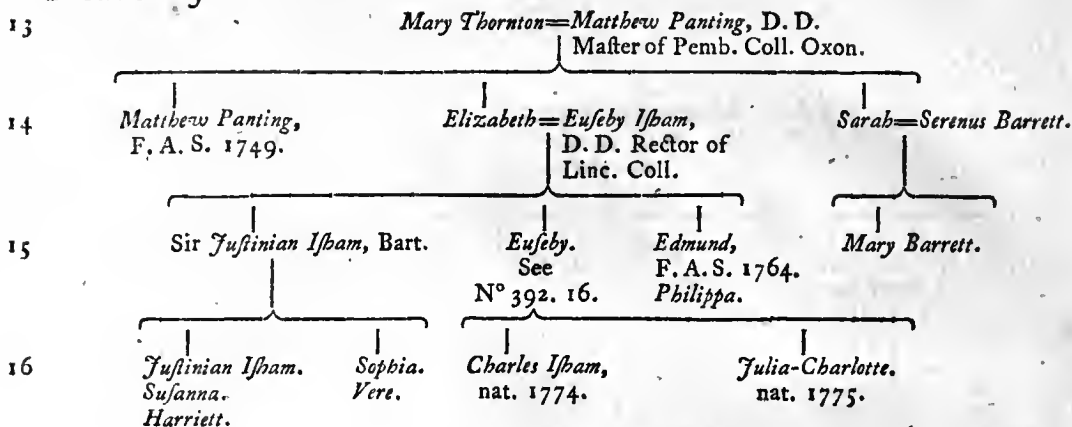 13 Mary Thornton=Matthew Panting, D. D.
Maſter of Pemb. Coll. Oxon.
14 Matthew Panting, Elizabeth=Euſeby Iſham, Sarah=Serenus Barrett.
F. A. S. 1749. D. D. Rector of
Linc. Coll.
15 Sir Juſtinian Iſham, Bart. Euſeby. Edmund, Mary Barrett.
See F. A. S. 1764.
N° 392. 16. Philippa.
16 Juſtinian Iſham. Sophia. Charles Iſham, Julia-Charlotte.
Suſanna. Vere. nat. 1774. nat. 1775.
Harriett.